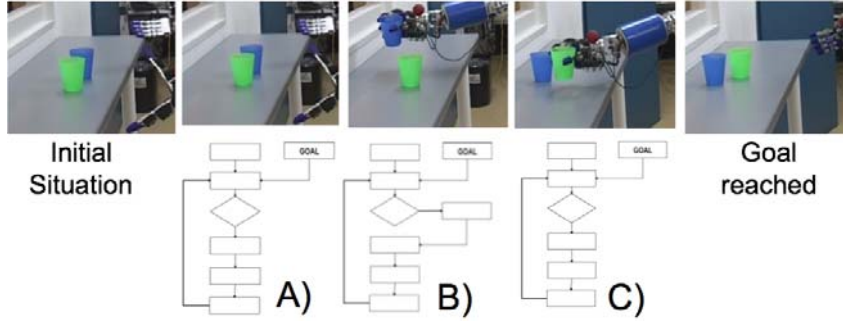 GOAL
GOAL
GOAL
Initial
Situation
A)
B)
C)
Goal
reached